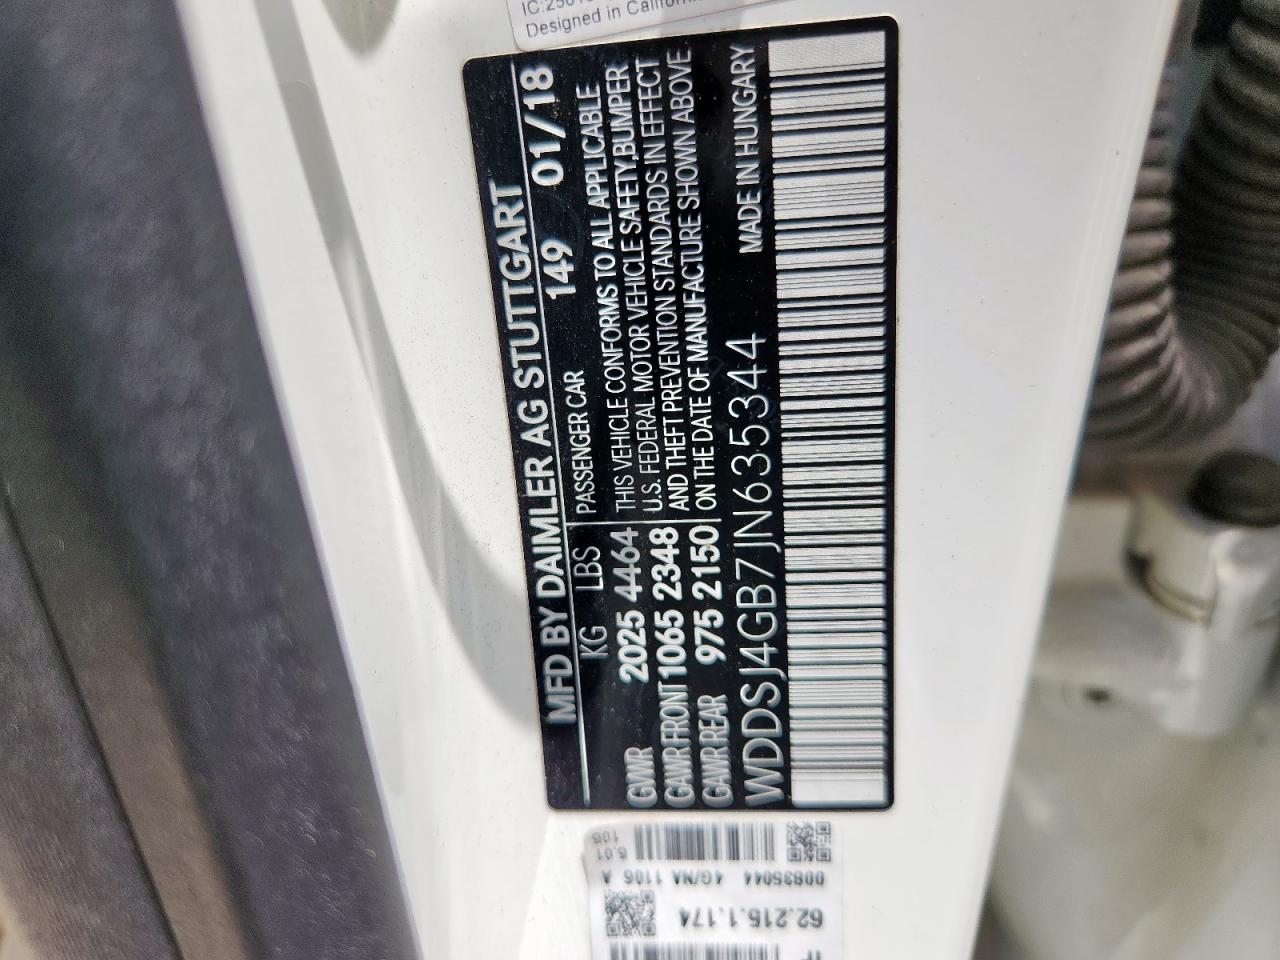 Designed in California
MFD BY DAIMLER AG STUTTGART
149 01/18
KG LBS PASSENGER CAR
GVWR 2025 4464 THIS VEHICLE CONFORMS TO ALL APPLICABLE
U.S. FEDERAL MOTOR VEHICLE SAFETY,BUMPER
GAWR FRONT 1065 2348 AND THEFT PREVENTION STANDARDS IN EFFECT
GAWR REAR 975 2150 ON THE DATE OF MANUFACTURE SHOWN ABOVE.
WDDSJ4GB7JN635344 MADE IN HUNGARY
62.215.1.174
00835044 4G/NA 1106 A
6.01
105